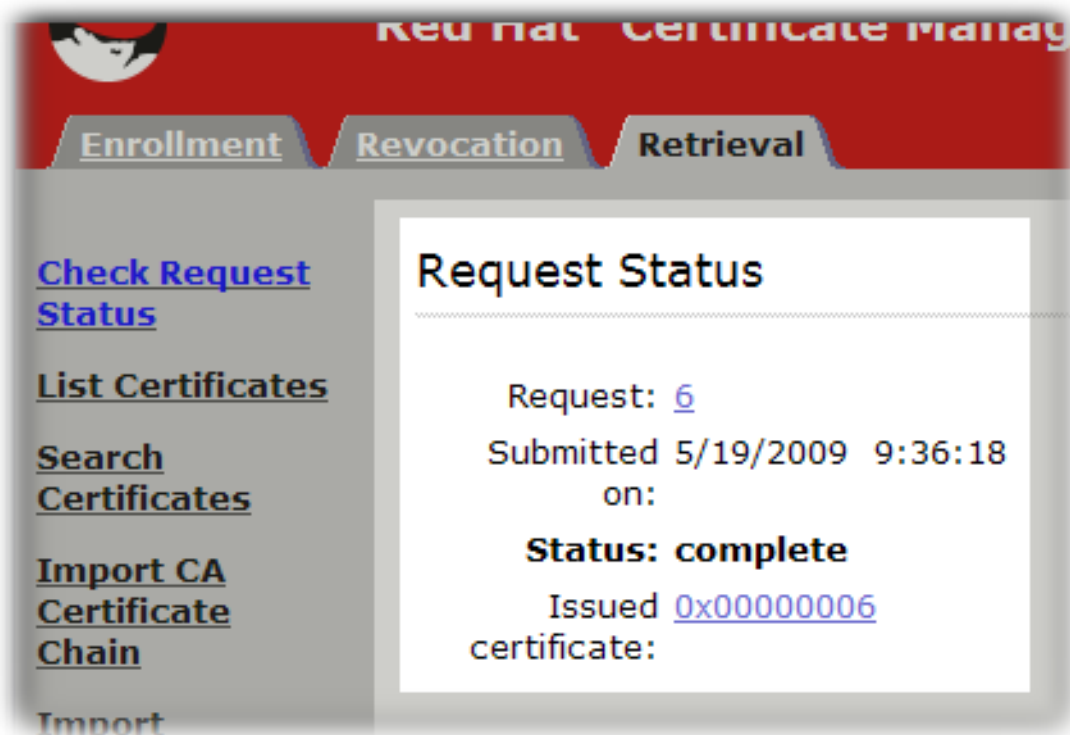 Red Hat Certificate Manag
Enrollment Revocation Retrieval
Check Request
Status
List Certificates
Search
Certificates
Import CA
Certificate
Chain
Import
Request Status
Request: 6
Submitted 5/19/2009 9:36:18
on:
Status: complete
Issued 0x00000006
certificate: